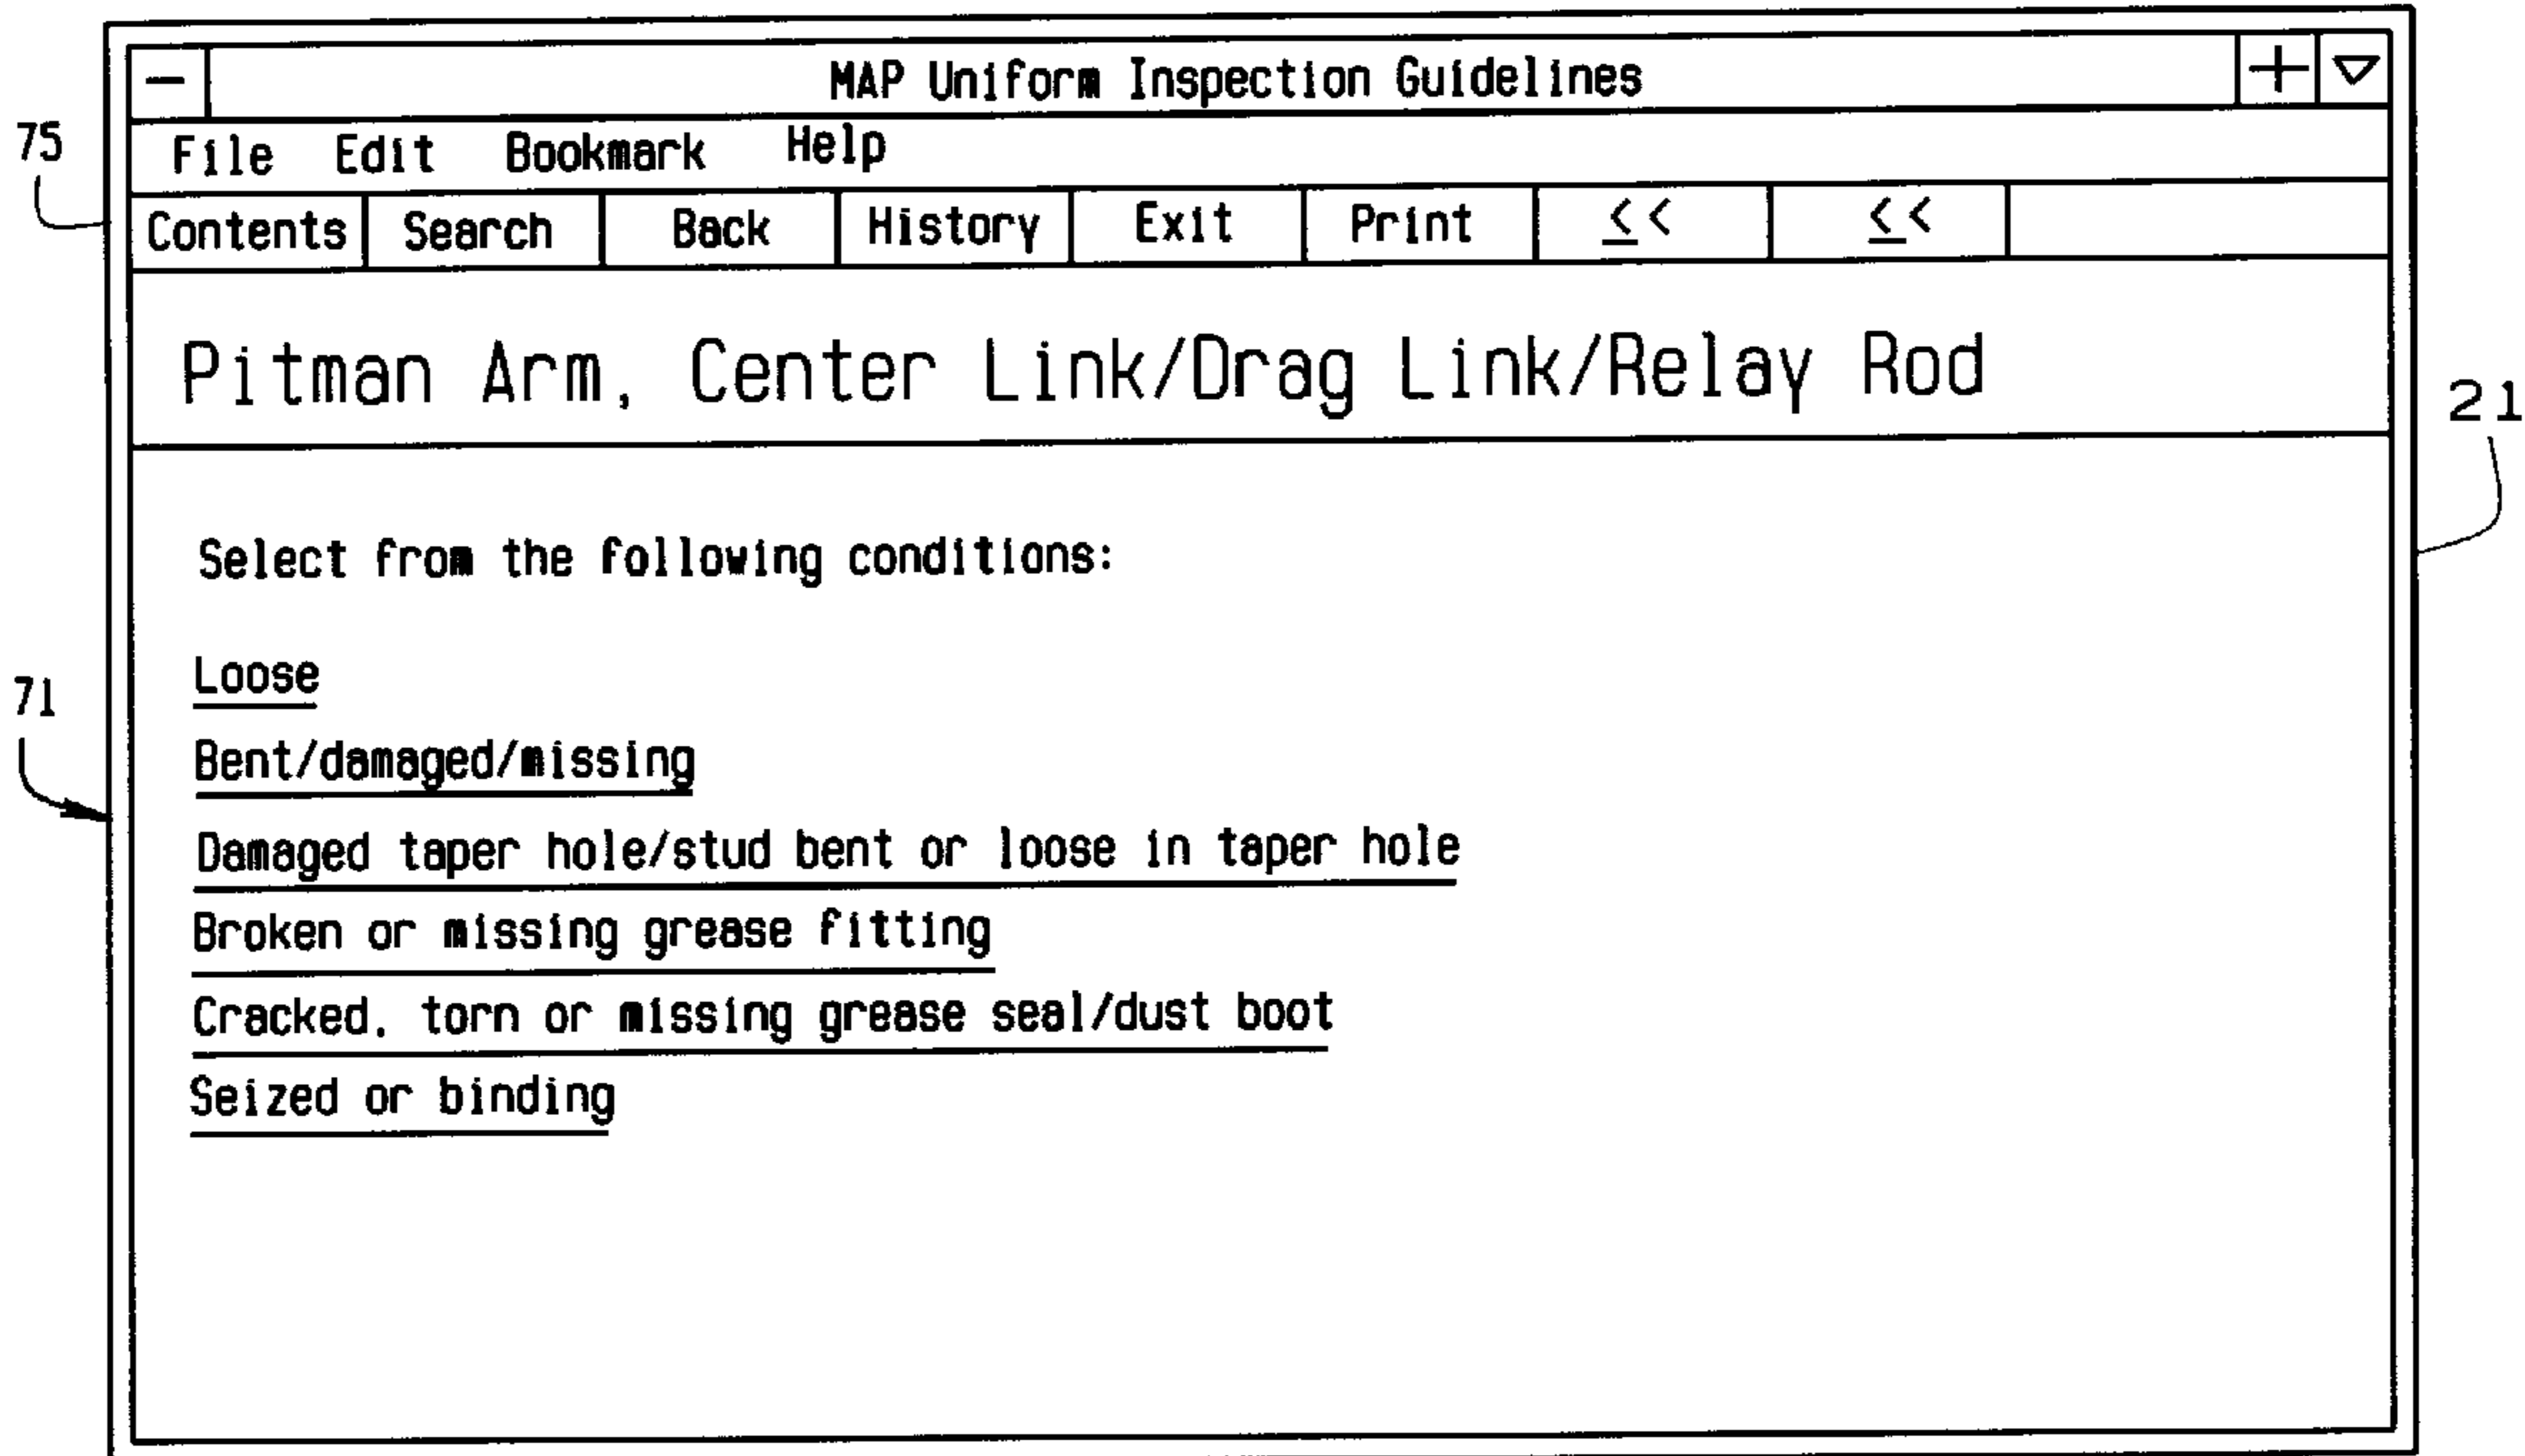 MAP Uniform Inspection Guidelines
File Edit Bookmark Help
75
Contents Search Back History Exit Print << <<
Pitman Arm, Center Link/Drag Link/Relay Rod
21
Select from the following conditions:
Loose
71
Bent/damaged/missing
Damaged taper hole/stud bent or loose in taper hole
Broken or missing grease fitting
Cracked, torn or missing grease seal/dust boot
Seized or binding